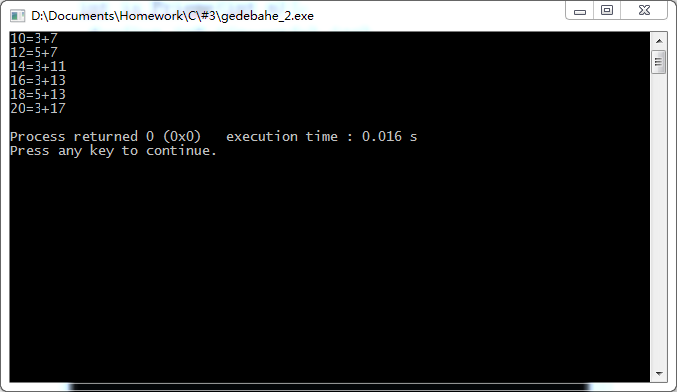 D:\Documents\Homework\C\#3\gedebahe_2.exe
10=3+7
12=5+7
14=3+11
16=3+13
18=5+13
20=3+17
Process returned 0 (0x0)   execution time : 0.016 s
Press any key to continue.